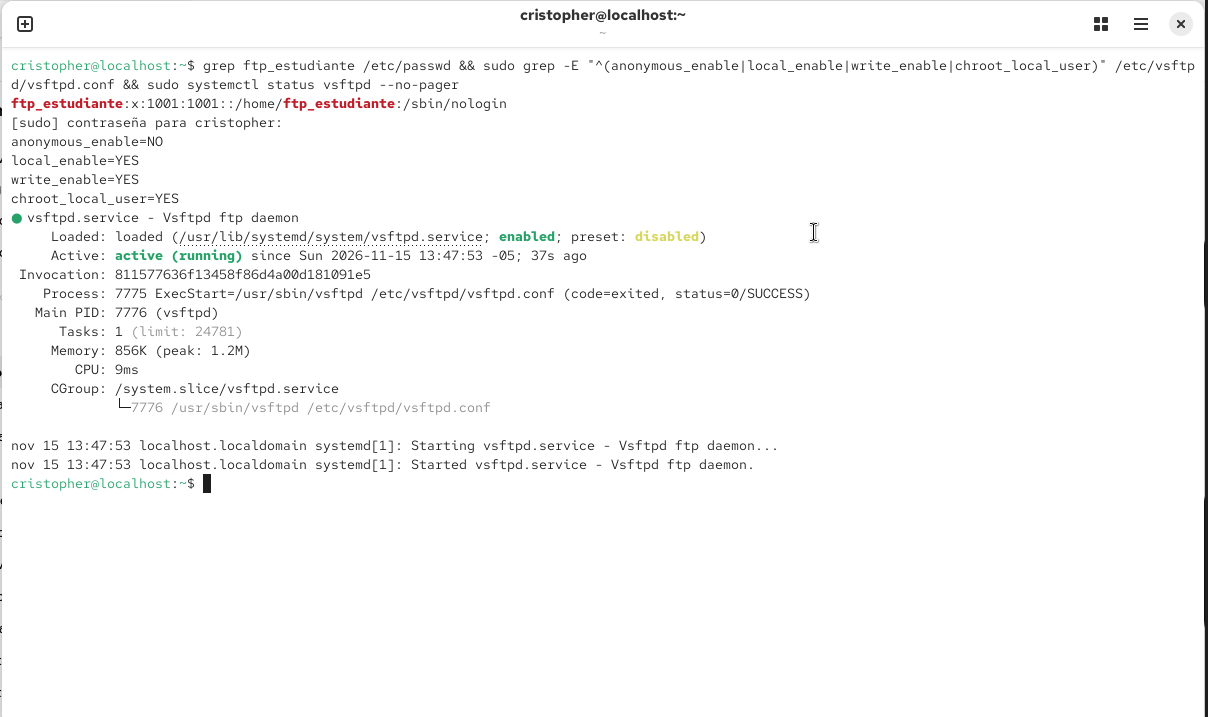 cristopher@localhost:~
~
cristopher@localhost:~$ grep ftp_estudiante /etc/passwd && sudo grep -E "^(anonymous_enable|local_enable|write_enable|chroot_local_user)" /etc/vsftp
d/vsftpd.conf && sudo systemctl status vsftpd --no-pager
ftp_estudiante:x:1001:1001::/home/ftp_estudiante:/sbin/nologin
[sudo] contraseña para cristopher:
anonymous_enable=NO
local_enable=YES
write_enable=YES
chroot_local_user=YES
● vsftpd.service - Vsftpd ftp daemon
Loaded: loaded (/usr/lib/systemd/system/vsftpd.service; enabled; preset: disabled)
Active: active (running) since Sun 2026-11-15 13:47:53 -05; 37s ago
Invocation: 811577636f13458f86d4a00d181091e5
Process: 7775 ExecStart=/usr/sbin/vsftpd /etc/vsftpd/vsftpd.conf (code=exited, status=0/SUCCESS)
Main PID: 7776 (vsftpd)
Tasks: 1 (limit: 24781)
Memory: 856K (peak: 1.2M)
CPU: 9ms
CGroup: /system.slice/vsftpd.service
└─7776 /usr/sbin/vsftpd /etc/vsftpd/vsftpd.conf
nov 15 13:47:53 localhost.localdomain systemd[1]: Starting vsftpd.service - Vsftpd ftp daemon...
nov 15 13:47:53 localhost.localdomain systemd[1]: Started vsftpd.service - Vsftpd ftp daemon.
cristopher@localhost:~$